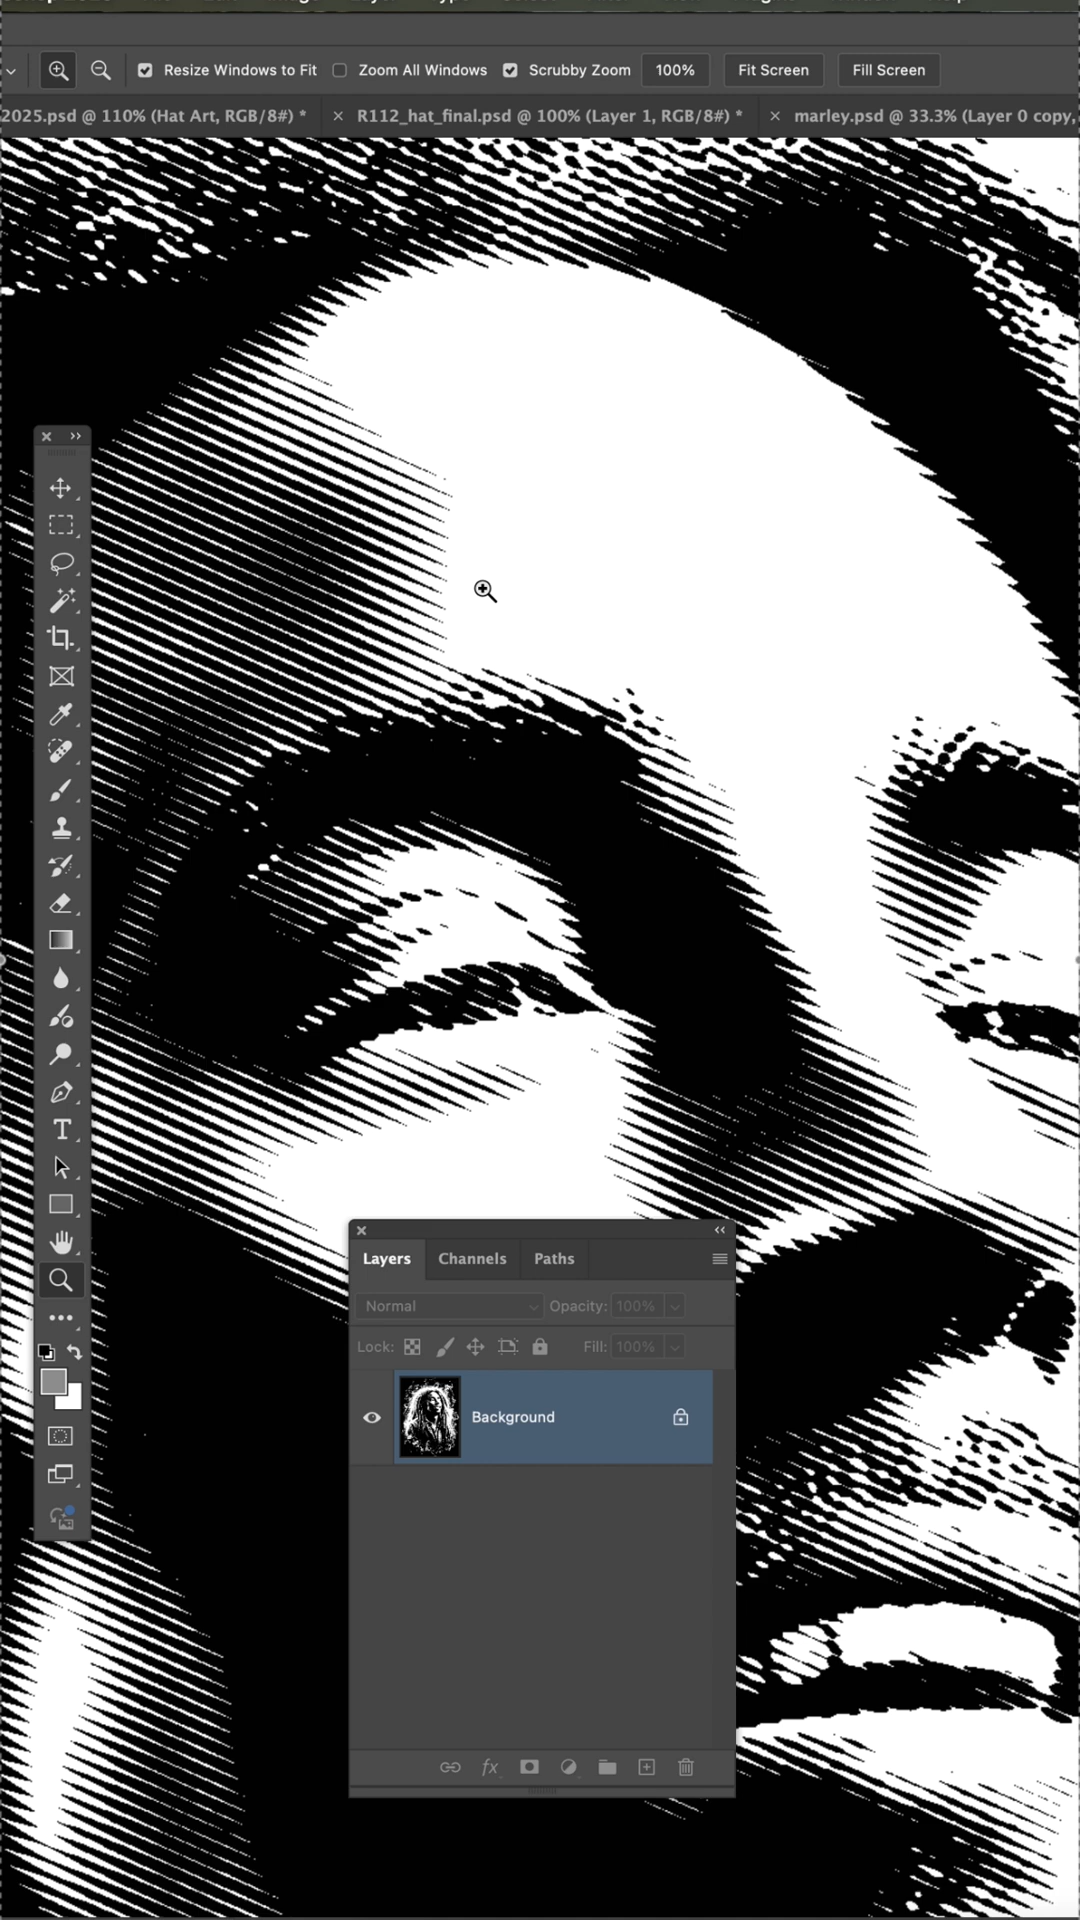 Resize Windows to Fit Zoom All Windows Scrubby Zoom 100% Fit Screen Fill Screen
2025.psd @ 110% (Hat Art, RGB/8#) * × R112_hat_final.psd @ 100% (Layer 1, RGB/8#) * × marley.psd @ 33.3% (Layer 0 copy,
Layers Channels Paths
Normal Opacity: 100%
Lock: Fill: 100%
Background
fx